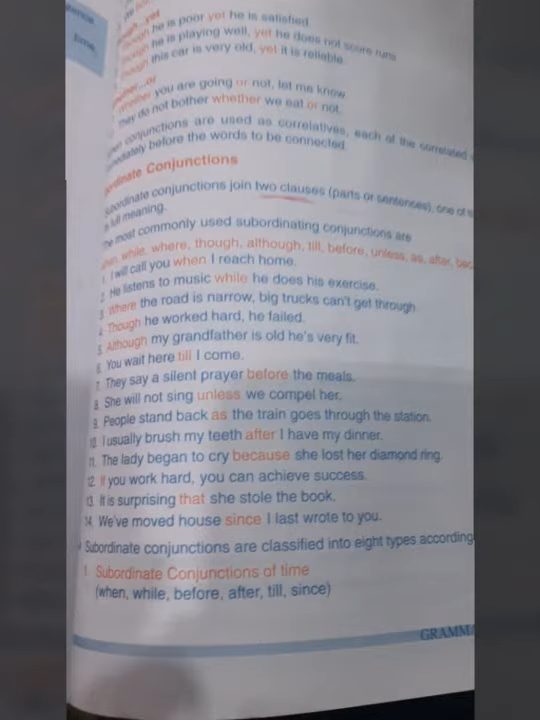 time.
Though he is poor yet he is satisfied.
Though he is playing well, yet he does not score runs
Though this car is very old, yet it is reliable.
Whether you are going or not, let me know
They do not bother whether we eat or not.
conjunctions are used as correlatives, each of the correlated
immediately before the words to be connected.
Subordinate Conjunctions
Subordinate conjunctions join two clauses (parts or sentences), one of
full meaning.
The most commonly used subordinating conjunctions are
when, while, where, though, although, till, before, unless, as, after,
1. I will call you when I reach home.
2. He listens to music while he does his exercise.
3. Where the road is narrow, big trucks can't get through.
4. Though he worked hard, he failed.
5. Although my grandfather is old he's very fit.
6. You wait here till I come.
7. They say a silent prayer before the meals.
8. She will not sing unless we compel her.
9. People stand back as the train goes through the station.
10. I usually brush my teeth after I have my dinner.
11. The lady began to cry because she lost her diamond ring.
12. If you work hard, you can achieve success.
13. It is surprising that she stole the book.
14. We've moved house since I last wrote to you.
Subordinate conjunctions are classified into eight types according
1. Subordinate Conjunctions of time
(when, while, before, after, till, since)
GRAMMA